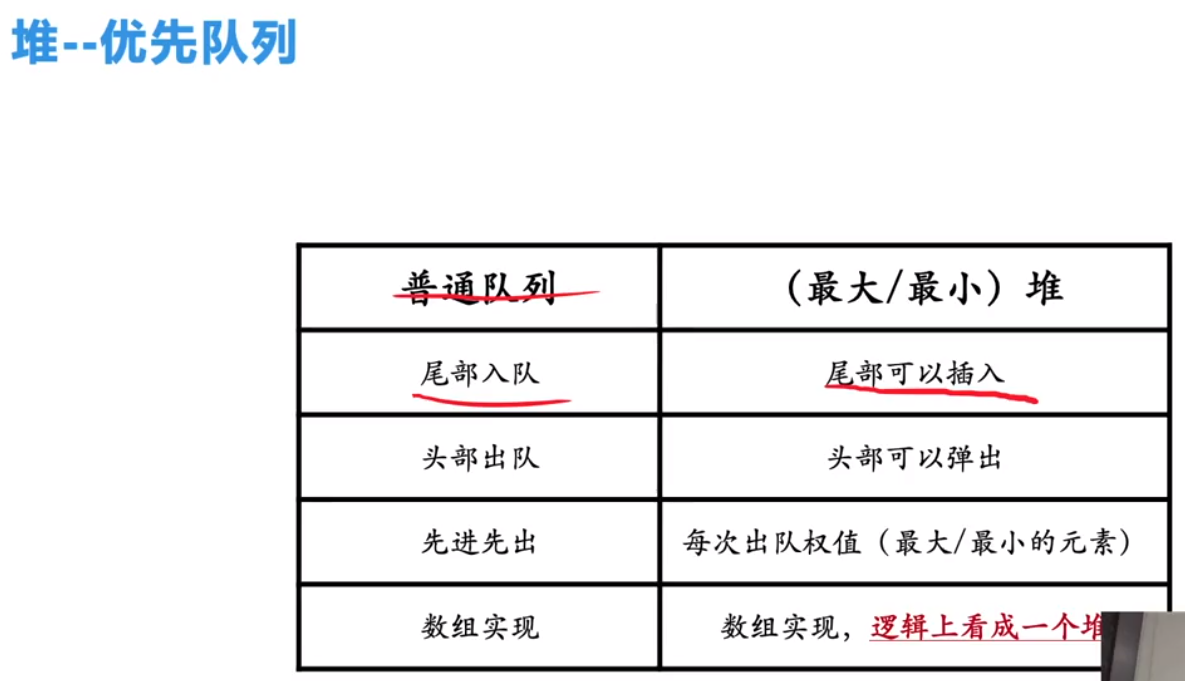 堆--优先队列
普通队列
（最大/最小）堆
尾部入队
尾部可以插入
头部出队
头部可以弹出
先进先出
每次出队权值（最大/最小的元素）
数组实现
数组实现，逻辑上看成一个堆